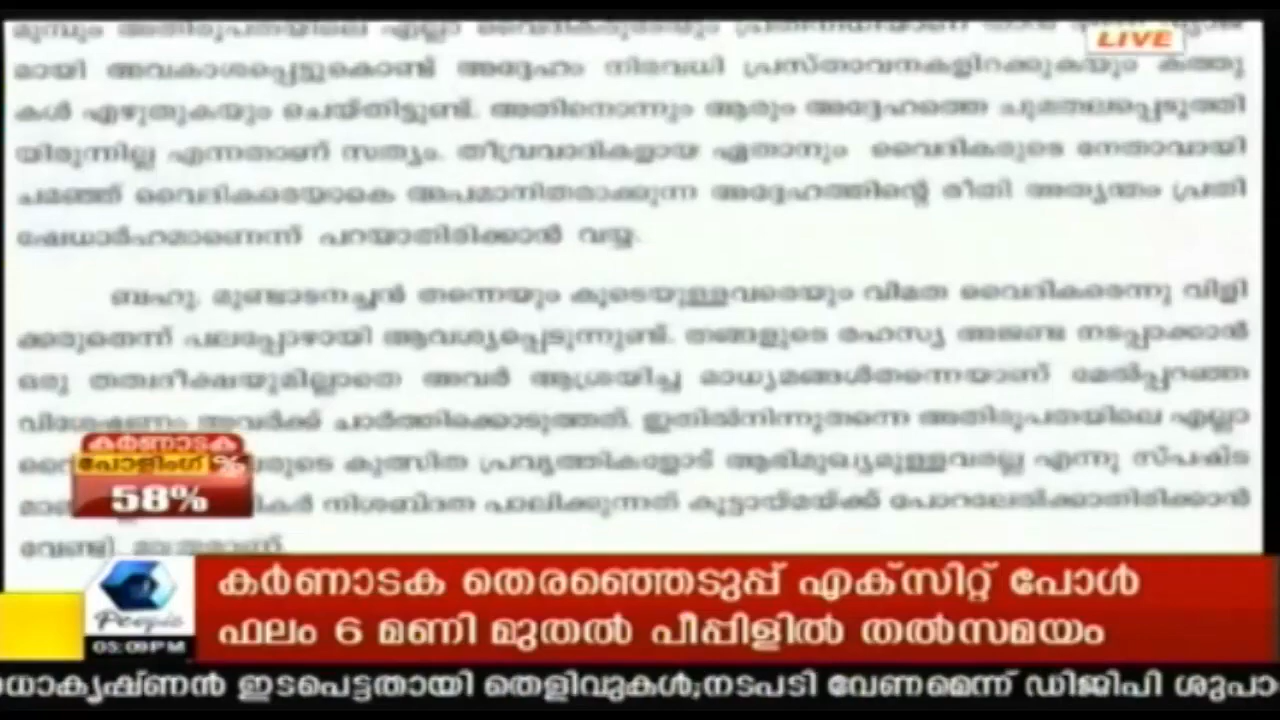 LIVE
മായി അവകാശപ്പെട്ടുകൊണ്ട് അദ്ദേഹം നിരവധി പ്രസ്താവനകളിറക്കുകയും കത്തു
കൾ എഴുതുകയും ചെയ്തിട്ടുണ്ട്. അതിനൊന്നും ആരും അദ്ദേഹത്തെ ചുമതലപ്പെടുത്തി
യിരുന്നില്ല എന്നതാണ് സത്യം. തീവ്രവാദികളായ ഏതാനും വൈദികരുടെ നേതാവായി
ചമഞ്ഞ് വൈദികരെയാകെ അപമാനിതരാക്കുന്ന അദ്ദേഹത്തിന്റെ രീതി അത്യന്തം പ്രതി
ഷേധാർഹമാണെന്ന് പറയാതിരിക്കാൻ വയ്യ.
ബഹു. മുണ്ടാടനച്ചൻ തന്നെയും കൂടെയുള്ളവരെയും വിമത വൈദികരെന്നു വിളി
ക്കരുതെന്ന് പലപ്പോഴായി ആവശ്യപ്പെടുന്നുണ്ട്. തങ്ങളുടെ രഹസ്യ അജണ്ട നടപ്പാക്കാൻ
ഒരു തത്വദീക്ഷയുമില്ലാതെ അവർ ആശ്രയിച്ച മാധ്യമങ്ങൾതന്നെയാണ് മേൽപ്പറഞ്ഞ
വിശേഷണം അവർക്ക് ചാർത്തിക്കൊടുത്തത്. ഇതിൽനിന്നുതന്നെ അതിരൂപതയിലെ എല്ലാ
കുത്സിത പ്രവൃത്തികളോട് ആഭിമുഖ്യമുള്ളവരല്ല എന്നു സ്പഷ്ട
നിശബ്ദത പാലിക്കുന്നത് കൂട്ടായ്മയ്ക്ക് പോറലേൽക്കാതിരിക്കാൻ
വേണ്ടി മാത്രമാണ്.
കർണാടക
പോളിംഗ് %
58%
People
05:09PM
കർണാടക തെരഞ്ഞെടുപ്പ് എക്സിറ്റ് പോൾ
ഫലം 6 മണി മുതൽ പീപ്പിളിൽ തൽസമയം
ധാകൃഷ്ണൻ ഇടപെട്ടതായി തെളിവുകൾ;നടപടി വേണമെന്ന് ഡിജിപി ശുപാ